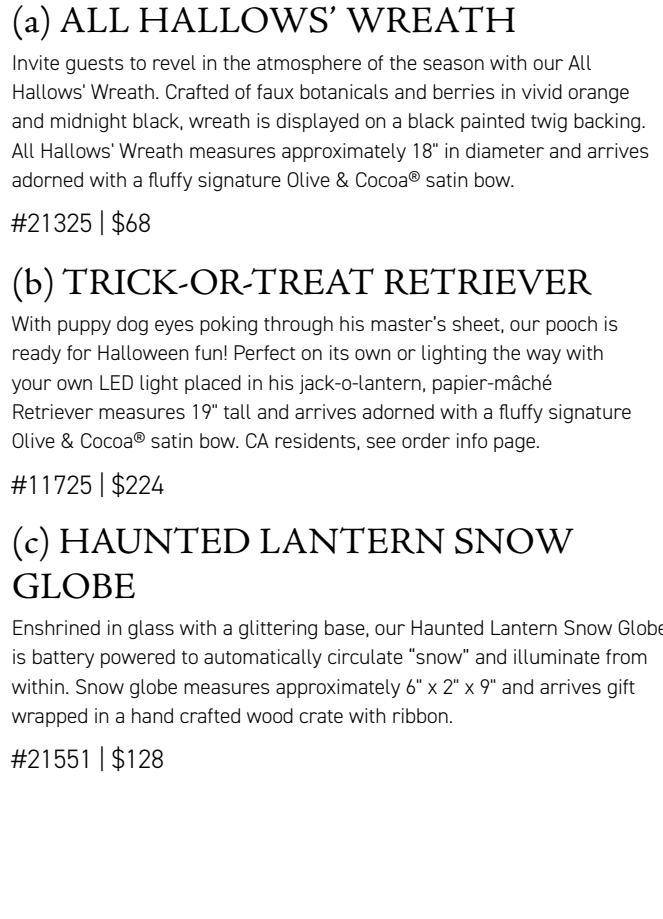 (a) ALL HALLOWS’ WREATH
Invite guests to revel in the atmosphere of the season with our All
Hallows' Wreath. Crafted of faux botanicals and berries in vivid orange
and midnight black, wreath is displayed on a black painted twig backing.
All Hallows' Wreath measures approximately 18" in diameter and arrives
adorned with a fluffy signature Olive & Cocoa® satin bow.
#21325 | $68
(b) TRICK-OR-TREAT RETRIEVER
With puppy dog eyes poking through his master’s sheet, our pooch is
ready for Halloween fun! Perfect on its own or lighting the way with
your own LED light placed in his jack-o-lantern, papier-mâché
Retriever measures 19" tall and arrives adorned with a fluffy signature
Olive & Cocoa® satin bow. CA residents, see order info page.
#11725 | $224
(c) HAUNTED LANTERN SNOW
GLOBE
Enshrined in glass with a glittering base, our Haunted Lantern Snow Globe
is battery powered to automatically circulate “snow” and illuminate from
within. Snow globe measures approximately 6" x 2" x 9" and arrives gift
wrapped in a hand crafted wood crate with ribbon.
#21551 | $128